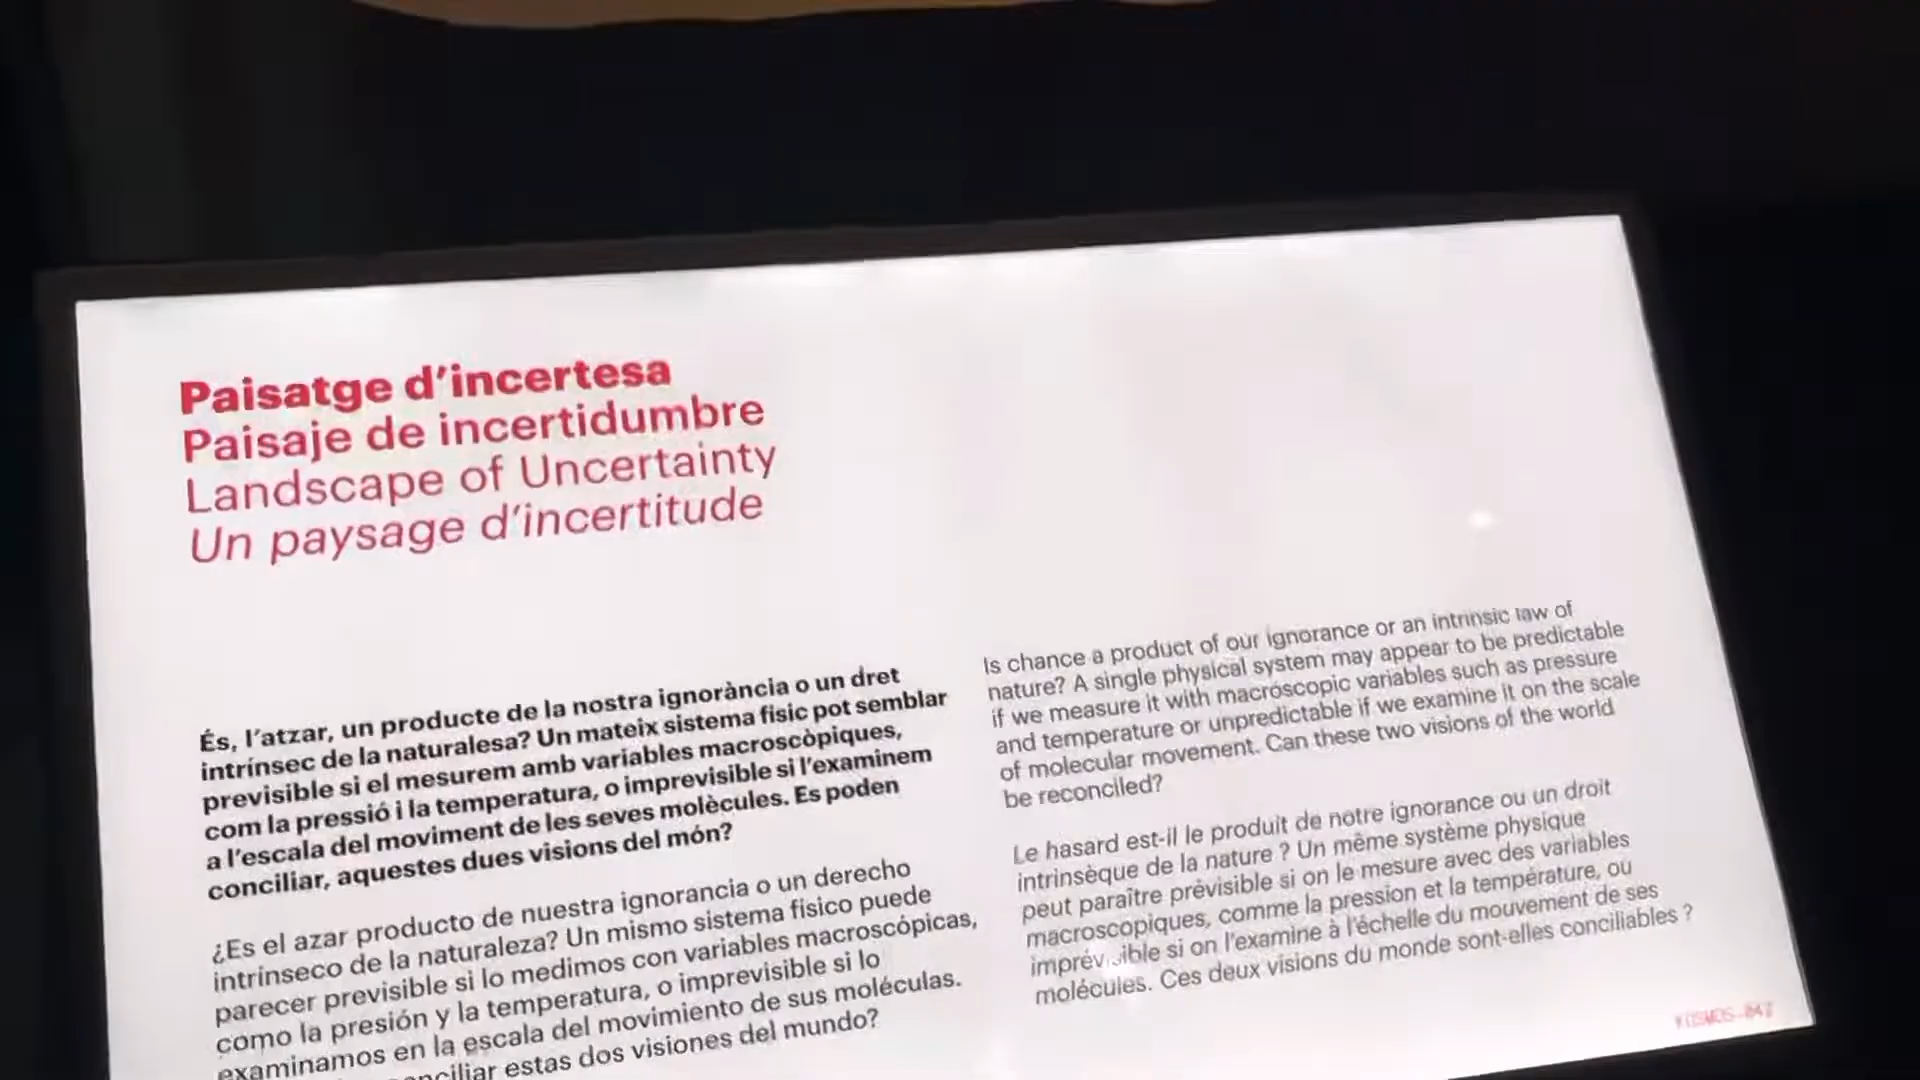 Paisatge d'incertesa
Paisaje de incertidumbre
Landscape of Uncertainty
Un paysage d'incertitude
És, l'atzar, un producte de la nostra ignorància o un dret
intrínsec de la naturalesa? Un mateix sistema físic pot semblar
previsible si el mesurem amb variables macroscòpiques,
com la pressió i la temperatura, o imprevisible si l'examinem
a l'escala del moviment de les seves molècules. Es poden
conciliar, aquestes dues visions del món?
¿Es el azar producto de nuestra ignorancia o un derecho
intrínseco de la naturaleza? Un mismo sistema físico puede
parecer previsible si lo medimos con variables macroscópicas,
como la presión y la temperatura, o imprevisible si lo
examinamos en la escala del movimiento de sus moléculas.
conciliar estas dos visiones del mundo?
Is chance a product of our ignorance or an intrinsic law of
nature? A single physical system may appear to be predictable
if we measure it with macroscopic variables such as pressure
and temperature or unpredictable if we examine it on the scale
of molecular movement. Can these two visions of the world
be reconciled?
Le hasard est-il le produit de notre ignorance ou un droit
intrinsèque de la nature ? Un même système physique
peut paraître prévisible si on le mesure avec des variables
macroscopiques, comme la pression et la température, ou
imprévisible si on l'examine à l'échelle du mouvement de ses
molécules. Ces deux visions du monde sont-elles conciliables ?
KOSMOS-042